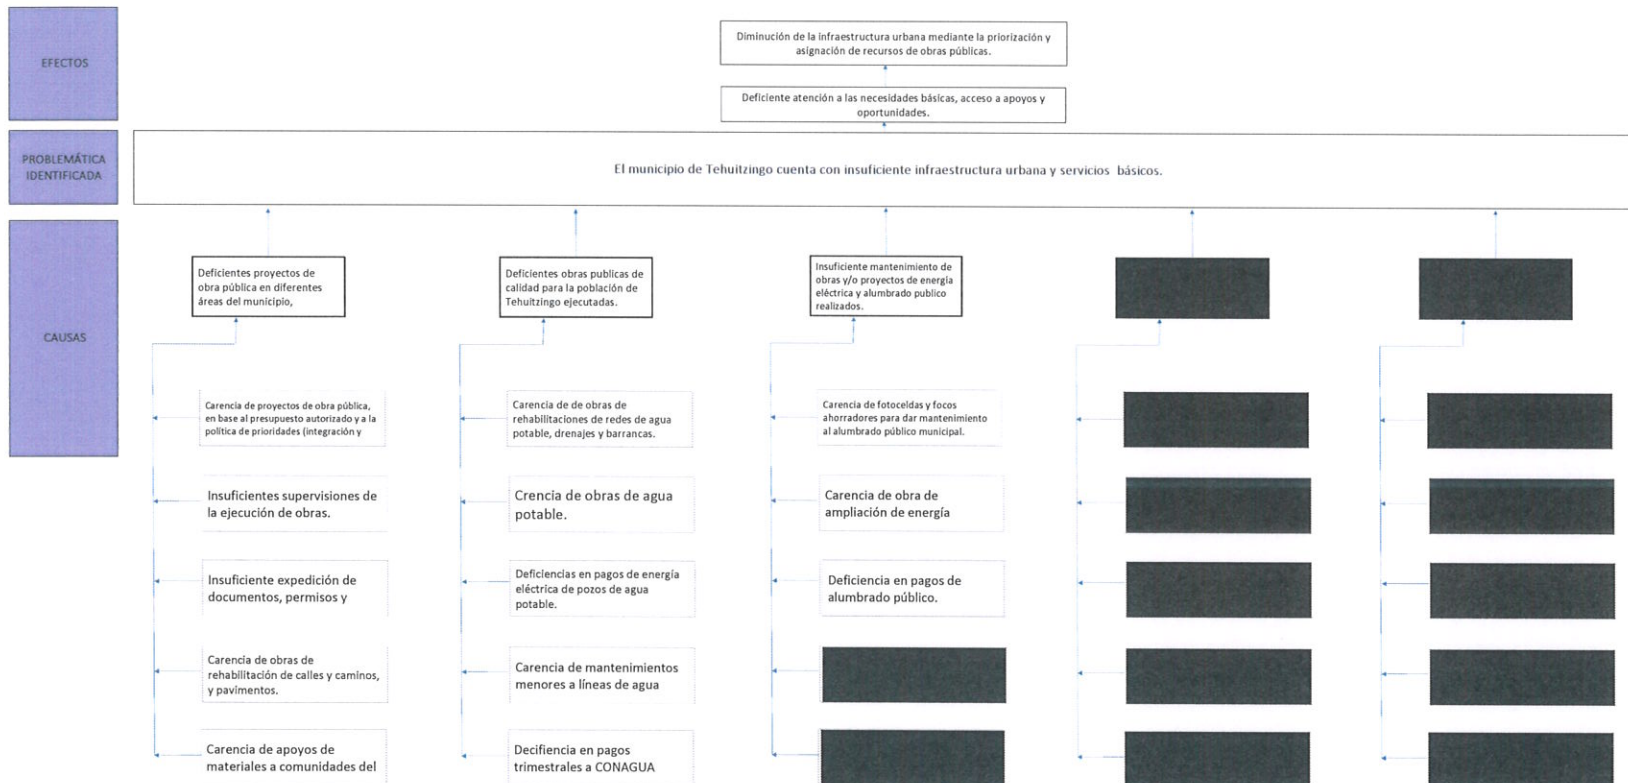 EFECTOS
Diminución de la infraestructura urbana mediante la priorización y
asignación de recursos de obras públicas.
Deficiente atención a las necesidades básicas, acceso a apoyos y
oportunidades.
PROBLEMÁTICA
IDENTIFICADA
El municipio de Tehuitzingo cuenta con insuficiente infraestructura urbana y servicios básicos.
CAUSAS
Deficientes proyectos de
obra pública en diferentes
áreas del municipio,
Carencia de proyectos de obra pública,
en base al presupuesto autorizado y a la
política de prioridades (integración y
Insuficientes supervisiones de
la ejecución de obras.
Insuficiente expedición de
documentos, permisos y
Carencia de obras de
rehabilitación de calles y caminos,
y pavimentos.
Carencia de apoyos de
materiales a comunidades del
Deficientes obras publicas de
calidad para la población de
Tehuitzingo ejecutadas.
Carencia de de obras de
rehabilitaciones de redes de agua
potable, drenajes y barrancas.
Crencia de obras de agua
potable.
Deficiencias en pagos de energía
eléctrica de pozos de agua
potable.
Carencia de mantenimientos
menores a líneas de agua
Decifiencia en pagos
trimestrales a CONAGUA
Insuficiente mantenimiento de
obras y/o proyectos de energia
eléctrica y alumbrado publico
realizados.
Carencia de fotoceldas y focos
ahorradores para dar mantenimiento
al alumbrado público municipal.
Carencia de obra de
ampliación de energía
Deficiencia en pagos de
alumbrado público.